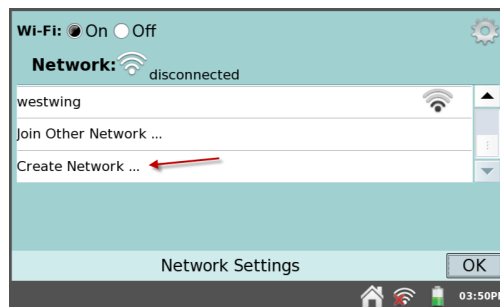 Wi-Fi: On Off
Network: disconnected
westwing
Join Other Network ...
Create Network ...
Network Settings OK
03:50P